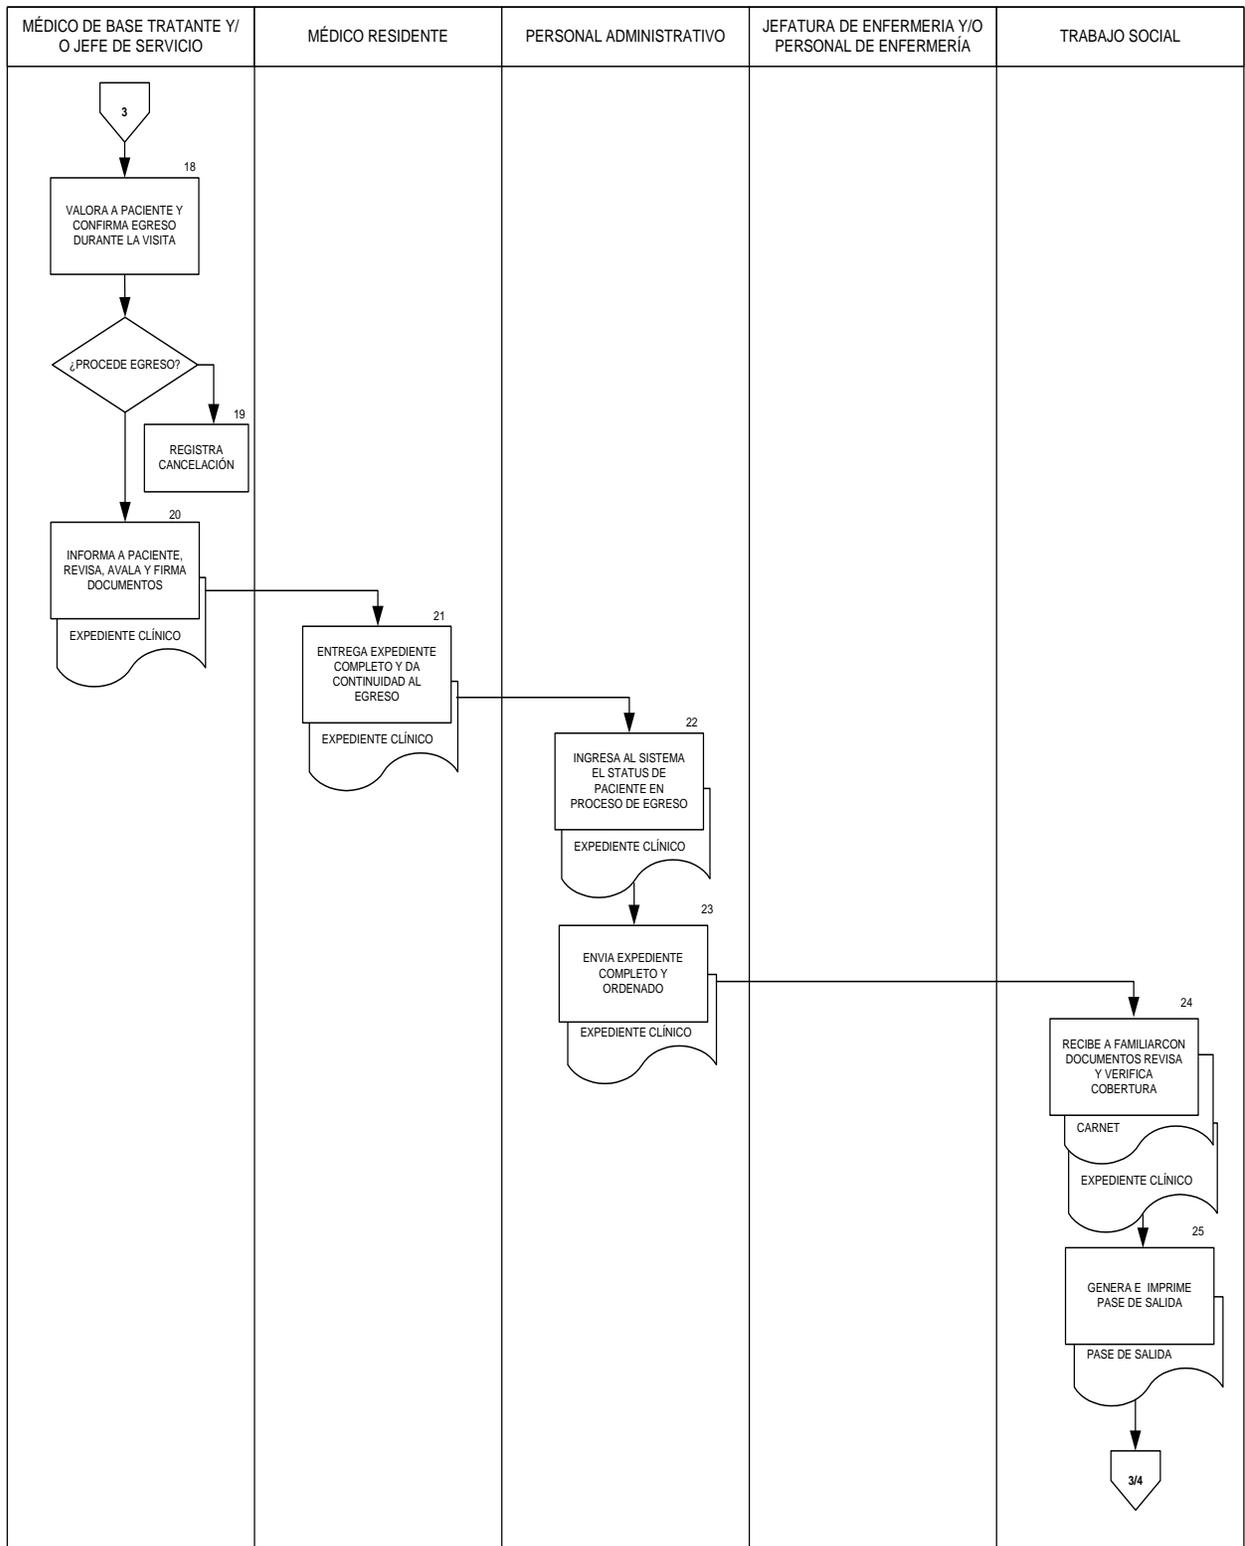 MÉDICO DE BASE TRATANTE Y/
O JEFE DE SERVICIO
MÉDICO RESIDENTE
PERSONAL ADMINISTRATIVO
JEFATURA DE ENFERMERIA Y/O
PERSONAL DE ENFERMERÍA
TRABAJO SOCIAL
3
18
VALORA A PACIENTE Y
CONFIRMA EGRESO
DURANTE LA VISITA
¿PROCEDE EGRESO?
19
REGISTRA
CANCELACIÓN
20
INFORMA A PACIENTE,
REVISA, AVALA Y FIRMA
DOCUMENTOS
EXPEDIENTE CLÍNICO
21
ENTREGA EXPEDIENTE
COMPLETO Y DA
CONTINUIDAD AL
EGRESO
EXPEDIENTE CLÍNICO
22
INGRESA AL SISTEMA
EL STATUS DE
PACIENTE EN
PROCESO DE EGRESO
EXPEDIENTE CLÍNICO
23
ENVIA EXPEDIENTE
COMPLETO Y
ORDENADO
EXPEDIENTE CLÍNICO
24
RECIBE A FAMILIARCON
DOCUMENTOS REVISA
Y VERIFICA
COBERTURA
CARNET
EXPEDIENTE CLÍNICO
25
GENERA E IMPRIME
PASE DE SALIDA
PASE DE SALIDA
3/4